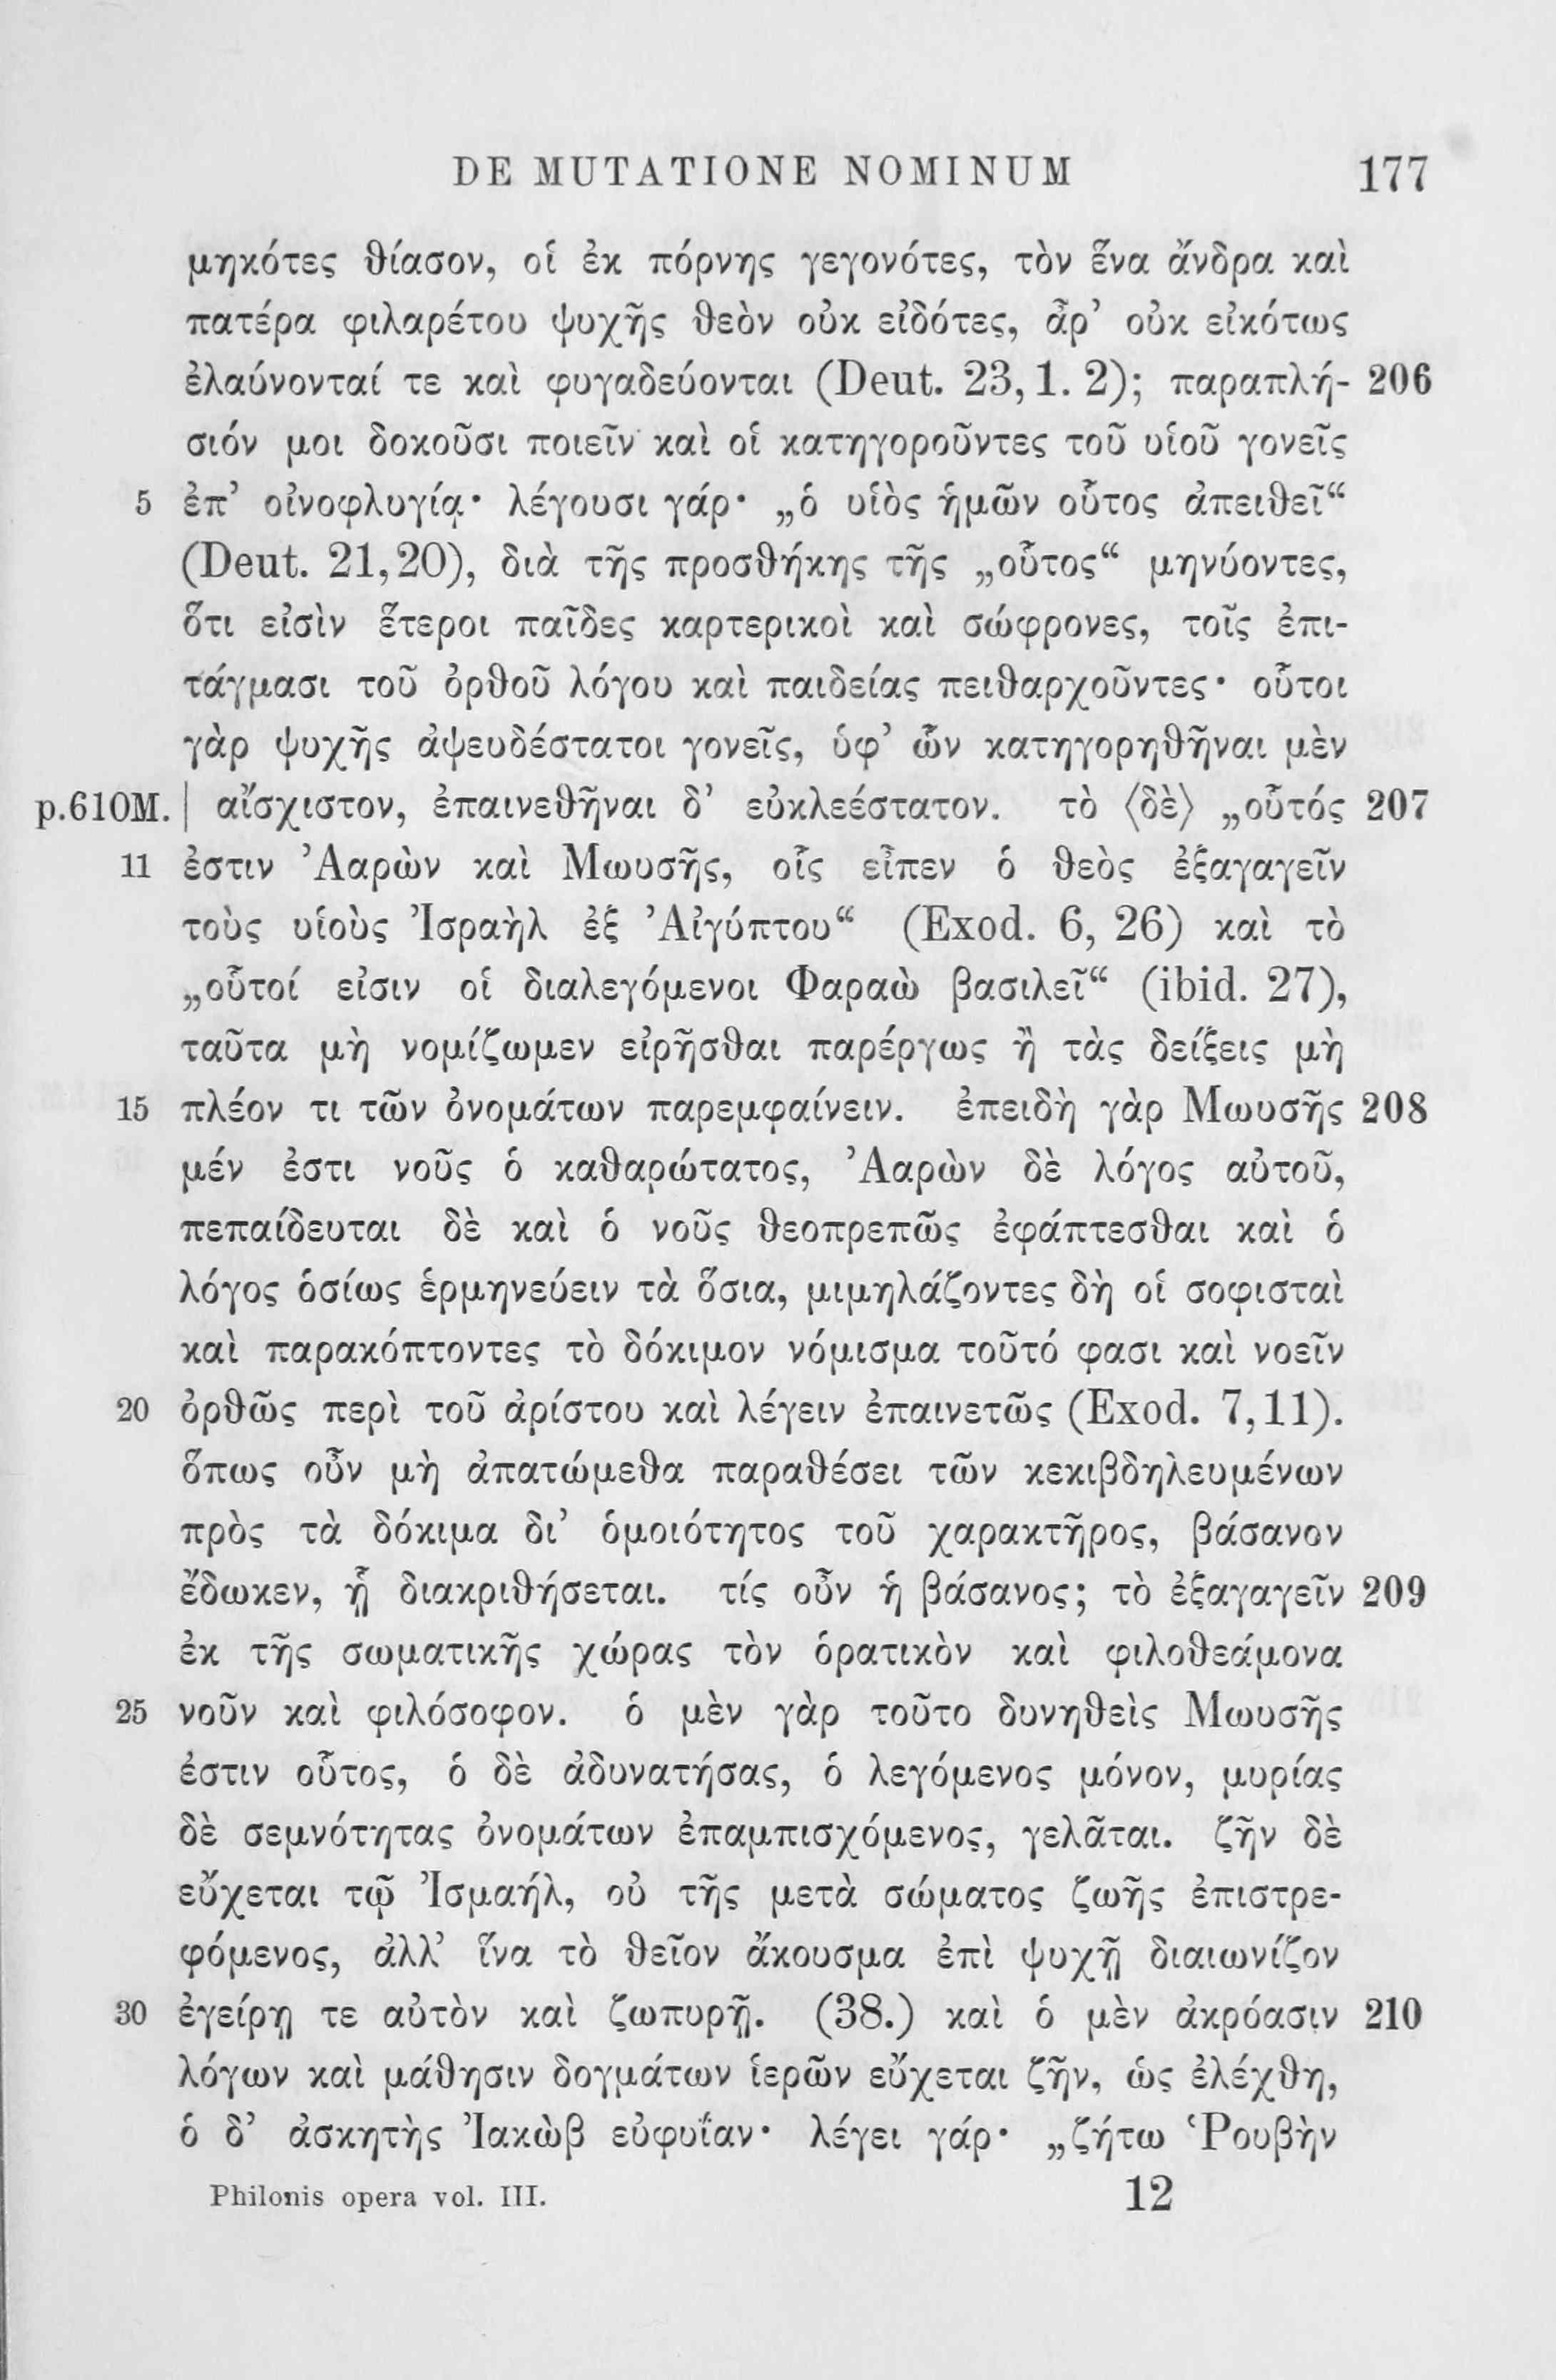 DE MUTATIONE NOMINUM 177
μηκότες θίασον, οἱ ἐκ πόρνης γεγονότες, τὸν ἕνα ἄνδρα καὶ
πατέρα φιλαρέτου ψυχῆς θεὸν οὐκ εἰδότες, ἆρ’ οὐκ εἰκότως
ἐλαύνονταί τε καὶ φυγαδεύονται (Deut. 23, 1. 2); παραπλή- 206
σιόν μοι δοκοῦσι ποιεῖν καὶ οἱ κατηγοροῦντες τοῦ υἱοῦ γονεῖς
5 ἐπ’ οἰνοφλυγίᾳ· λέγουσι γάρ· „ὁ υἱὸς ἡμῶν οὗτος ἀπειθεῖ“
(Deut. 21, 20), διὰ τῆς προσθήκης τῆς „οὗτος“ μηνύοντες,
ὅτι εἰσὶν ἕτεροι παῖδες καρτερικοὶ καὶ σώφρονες, τοῖς ἐπι-
τάγμασι τοῦ ὀρθοῦ λόγου καὶ παιδείας πειθαρχοῦντες· οὗτοι
γὰρ ψυχῆς ἀψευδέστατοι γονεῖς, ὑφ’ ὧν κατηγορηθῆναι μὲν
p.610M. | αἴσχιστον, ἐπαινεθῆναι δ’ εὐκλεέστατον. τὸ ⟨δὲ⟩ „οὗτός 207
11 ἐστιν Ἀαρὼν καὶ Μωυσῆς, οἷς εἶπεν ὁ θεὸς ἐξαγαγεῖν
τοὺς υἱοὺς Ἰσραὴλ ἐξ Ἀἰγύπτου“ (Exod. 6, 26) καὶ τὸ
„οὗτοί εἰσιν οἱ διαλεγόμενοι Φαραὼ βασιλεῖ“ (ibid. 27),
ταῦτα μὴ νομίζωμεν εἰρῆσθαι παρέργως ἢ τὰς δείξεις μὴ
15 πλέον τι τῶν ὀνομάτων παρεμφαίνειν. ἐπειδὴ γὰρ Μωυσῆς 208
μέν ἐστι νοῦς ὁ καθαρώτατος, Ἀαρὼν δὲ λόγος αὐτοῦ,
πεπαίδευται δὲ καὶ ὁ νοῦς θεοπρεπῶς ἐφάπτεσθαι καὶ ὁ
λόγος ὁσίως ἑρμηνεύειν τὰ ὅσια, μιμηλάζοντες δὴ οἱ σοφισταὶ
καὶ παρακόπτοντες τὸ δόκιμον νόμισμα τοῦτό φασι καὶ νοεῖν
20 ὀρθῶς περὶ τοῦ ἀρίστου καὶ λέγειν ἐπαινετῶς (Exod. 7, 11).
ὅπως οὖν μὴ ἀπατώμεθα παραθέσει τῶν κεκιβδηλευμένων
πρὸς τὰ δόκιμα δι’ ὁμοιότητος τοῦ χαρακτῆρος, βάσανον
ἔδωκεν, ᾗ διακριθήσεται. τίς οὖν ἡ βάσανος; τὸ ἐξαγαγεῖν 209
ἐκ τῆς σωματικῆς χώρας τὸν ὁρατικὸν καὶ φιλοθεάμονα
25 νοῦν καὶ φιλόσοφον. ὁ μὲν γὰρ τοῦτο δυνηθεὶς Μωυσῆς
ἐστιν οὗτος, ὁ δὲ ἀδυνατήσας, ὁ λεγόμενος μόνον, μυρίας
δὲ σεμνότητας ὀνομάτων ἐπαμπισχόμενος, γελᾶται. ζῆν δὲ
εὔχεται τῷ Ἰσμαήλ, οὐ τῆς μετὰ σώματος ζωῆς ἐπιστρε-
φόμενος, ἀλλ’ ἵνα τὸ θεῖον ἄκουσμα ἐπὶ ψυχῇ διαιωνίζον
30 ἐγείρῃ τε αὐτὸν καὶ ζωπυρῇ. (38.) καὶ ὁ μὲν ἀκρόασιν 210
λόγων καὶ μάθησιν δογμάτων ἱερῶν εὔχεται ζῆν, ὡς ἐλέχθη,
ὁ δ’ ἀσκητὴς Ἰακὼβ εὐφυΐαν· λέγει γάρ· „ζήτω Ῥουβὴν
Philonis opera vol. III. 12